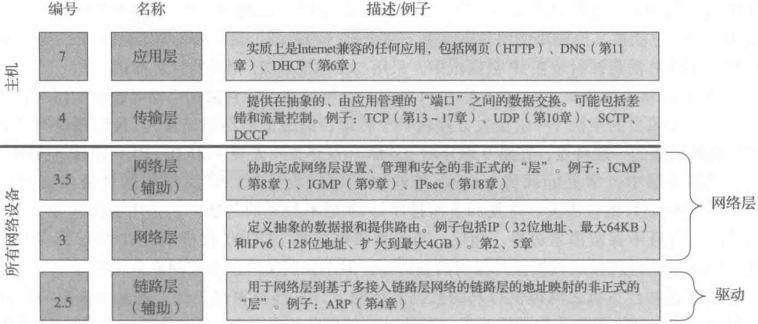 编号 名称 描述/例子
主机
7 应用层 实质上是Internet兼容的任何应用，包括网页（HTTP）、DNS（第11
章）、DHCP（第6章）
4 传输层 提供在抽象的、由应用管理的“端口”之间的数据交换。可能包括差
错和流量控制。例子：TCP（第13～17章）、UDP（第10章）、SCTP、
DCCP
所有网络设备
3.5 网络层
（辅助）
协助完成网络层设置、管理和安全的非正式的“层”。例子：ICMP
（第8章）、IGMP（第9章）、IPsec（第18章）
3 网络层 定义抽象的数据报和提供路由。例子包括IP（32位地址、最大64KB）
和IPv6（128位地址、扩大到最大4GB）。第2、5章
网络层
2.5 链路层
（辅助）
用于网络层到基于多接入链路层网络的链路层的地址映射的非正式的
“层”。例子：ARP（第4章）
驱动